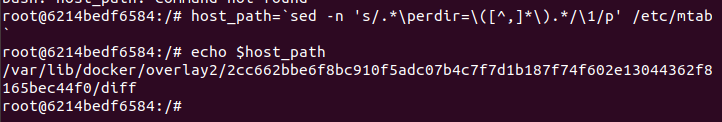 bash: host_path: command not found
root@6214bedf6584:/# host_path=`sed -n 's/.*\perdir=\([^,]*\).*/\1/p' /etc/mtab
`
root@6214bedf6584:/# echo $host_path
/var/lib/docker/overlay2/2cc662bbe6f8bc910f5adc07b4c7f7d1b187f74f602e13044362f8
165bec44f0/diff
root@6214bedf6584:/#